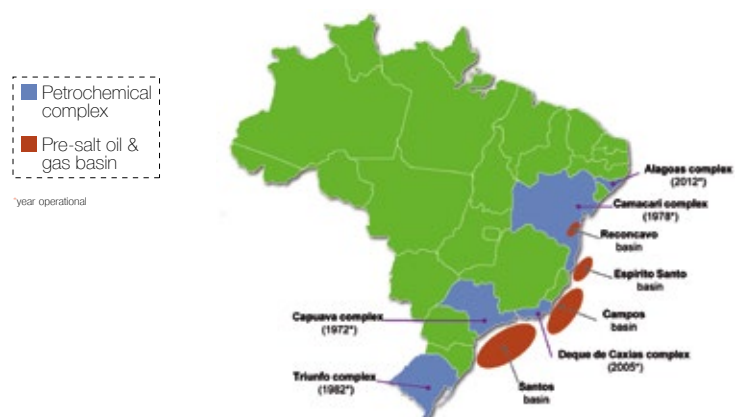 Petrochemical
complex
Pre-salt oil &
gas basin
*year operational
Alagoas complex
(2012*)
Camacari complex
(1978*)
Reconcavo
basin
Espirito Santo
basin
Campos
basin
Capuava complex
(1972*)
Deque de Caxias complex
(2005*)
Triunfo complex
(1982*)
Santos
basin